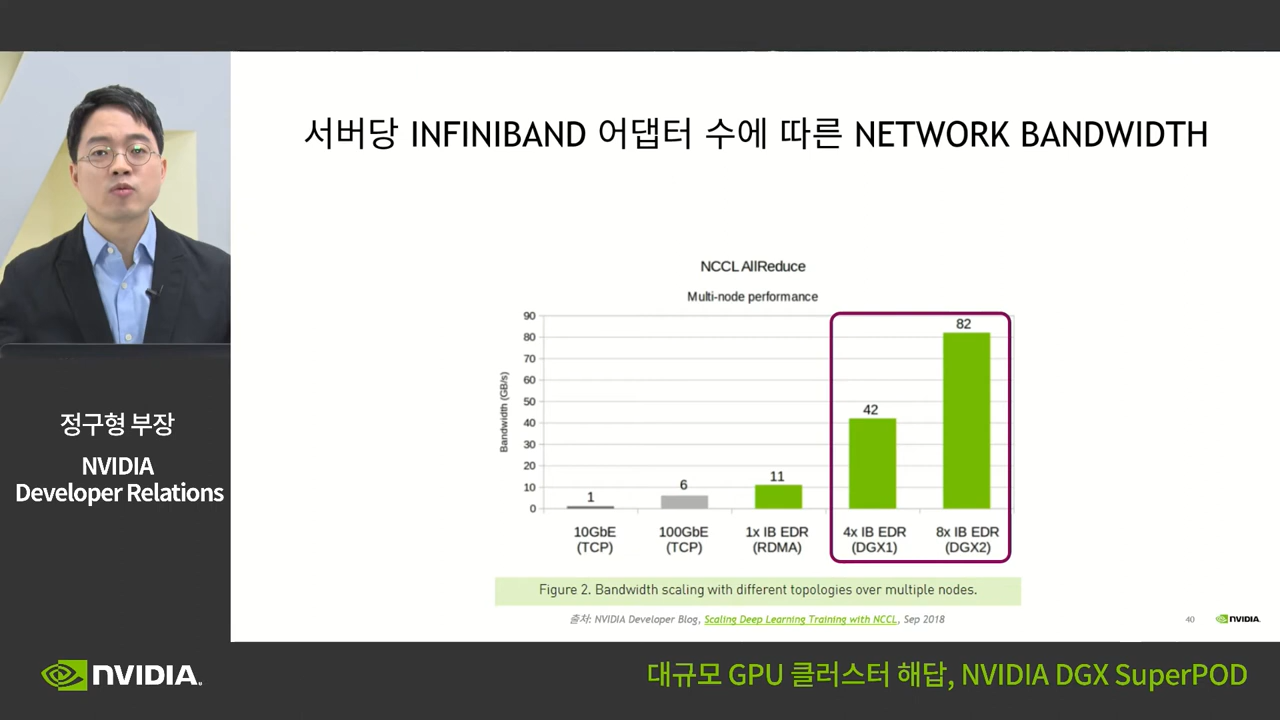 서버당 INFINIBAND 어댑터 수에 따른 NETWORK BANDWIDTH
NCCL AllReduce
Multi-node performance
Bandwidth (GB/s)
90
80
70
60
50
40
30
20
10
0
1
6
11
42
82
10GbE
(TCP)
100GbE
(TCP)
1x IB EDR
(RDMA)
4x IB EDR
(DGX1)
8x IB EDR
(DGX2)
Figure 2. Bandwidth scaling with different topologies over multiple nodes.
출처: NVIDIA Developer Blog, Scaling Deep Learning Training with NCCL, Sep 2018
40
NVIDIA.
정구형 부장
NVIDIA
Developer Relations
NVIDIA.
대규모 GPU 클러스터 해답, NVIDIA DGX SuperPOD